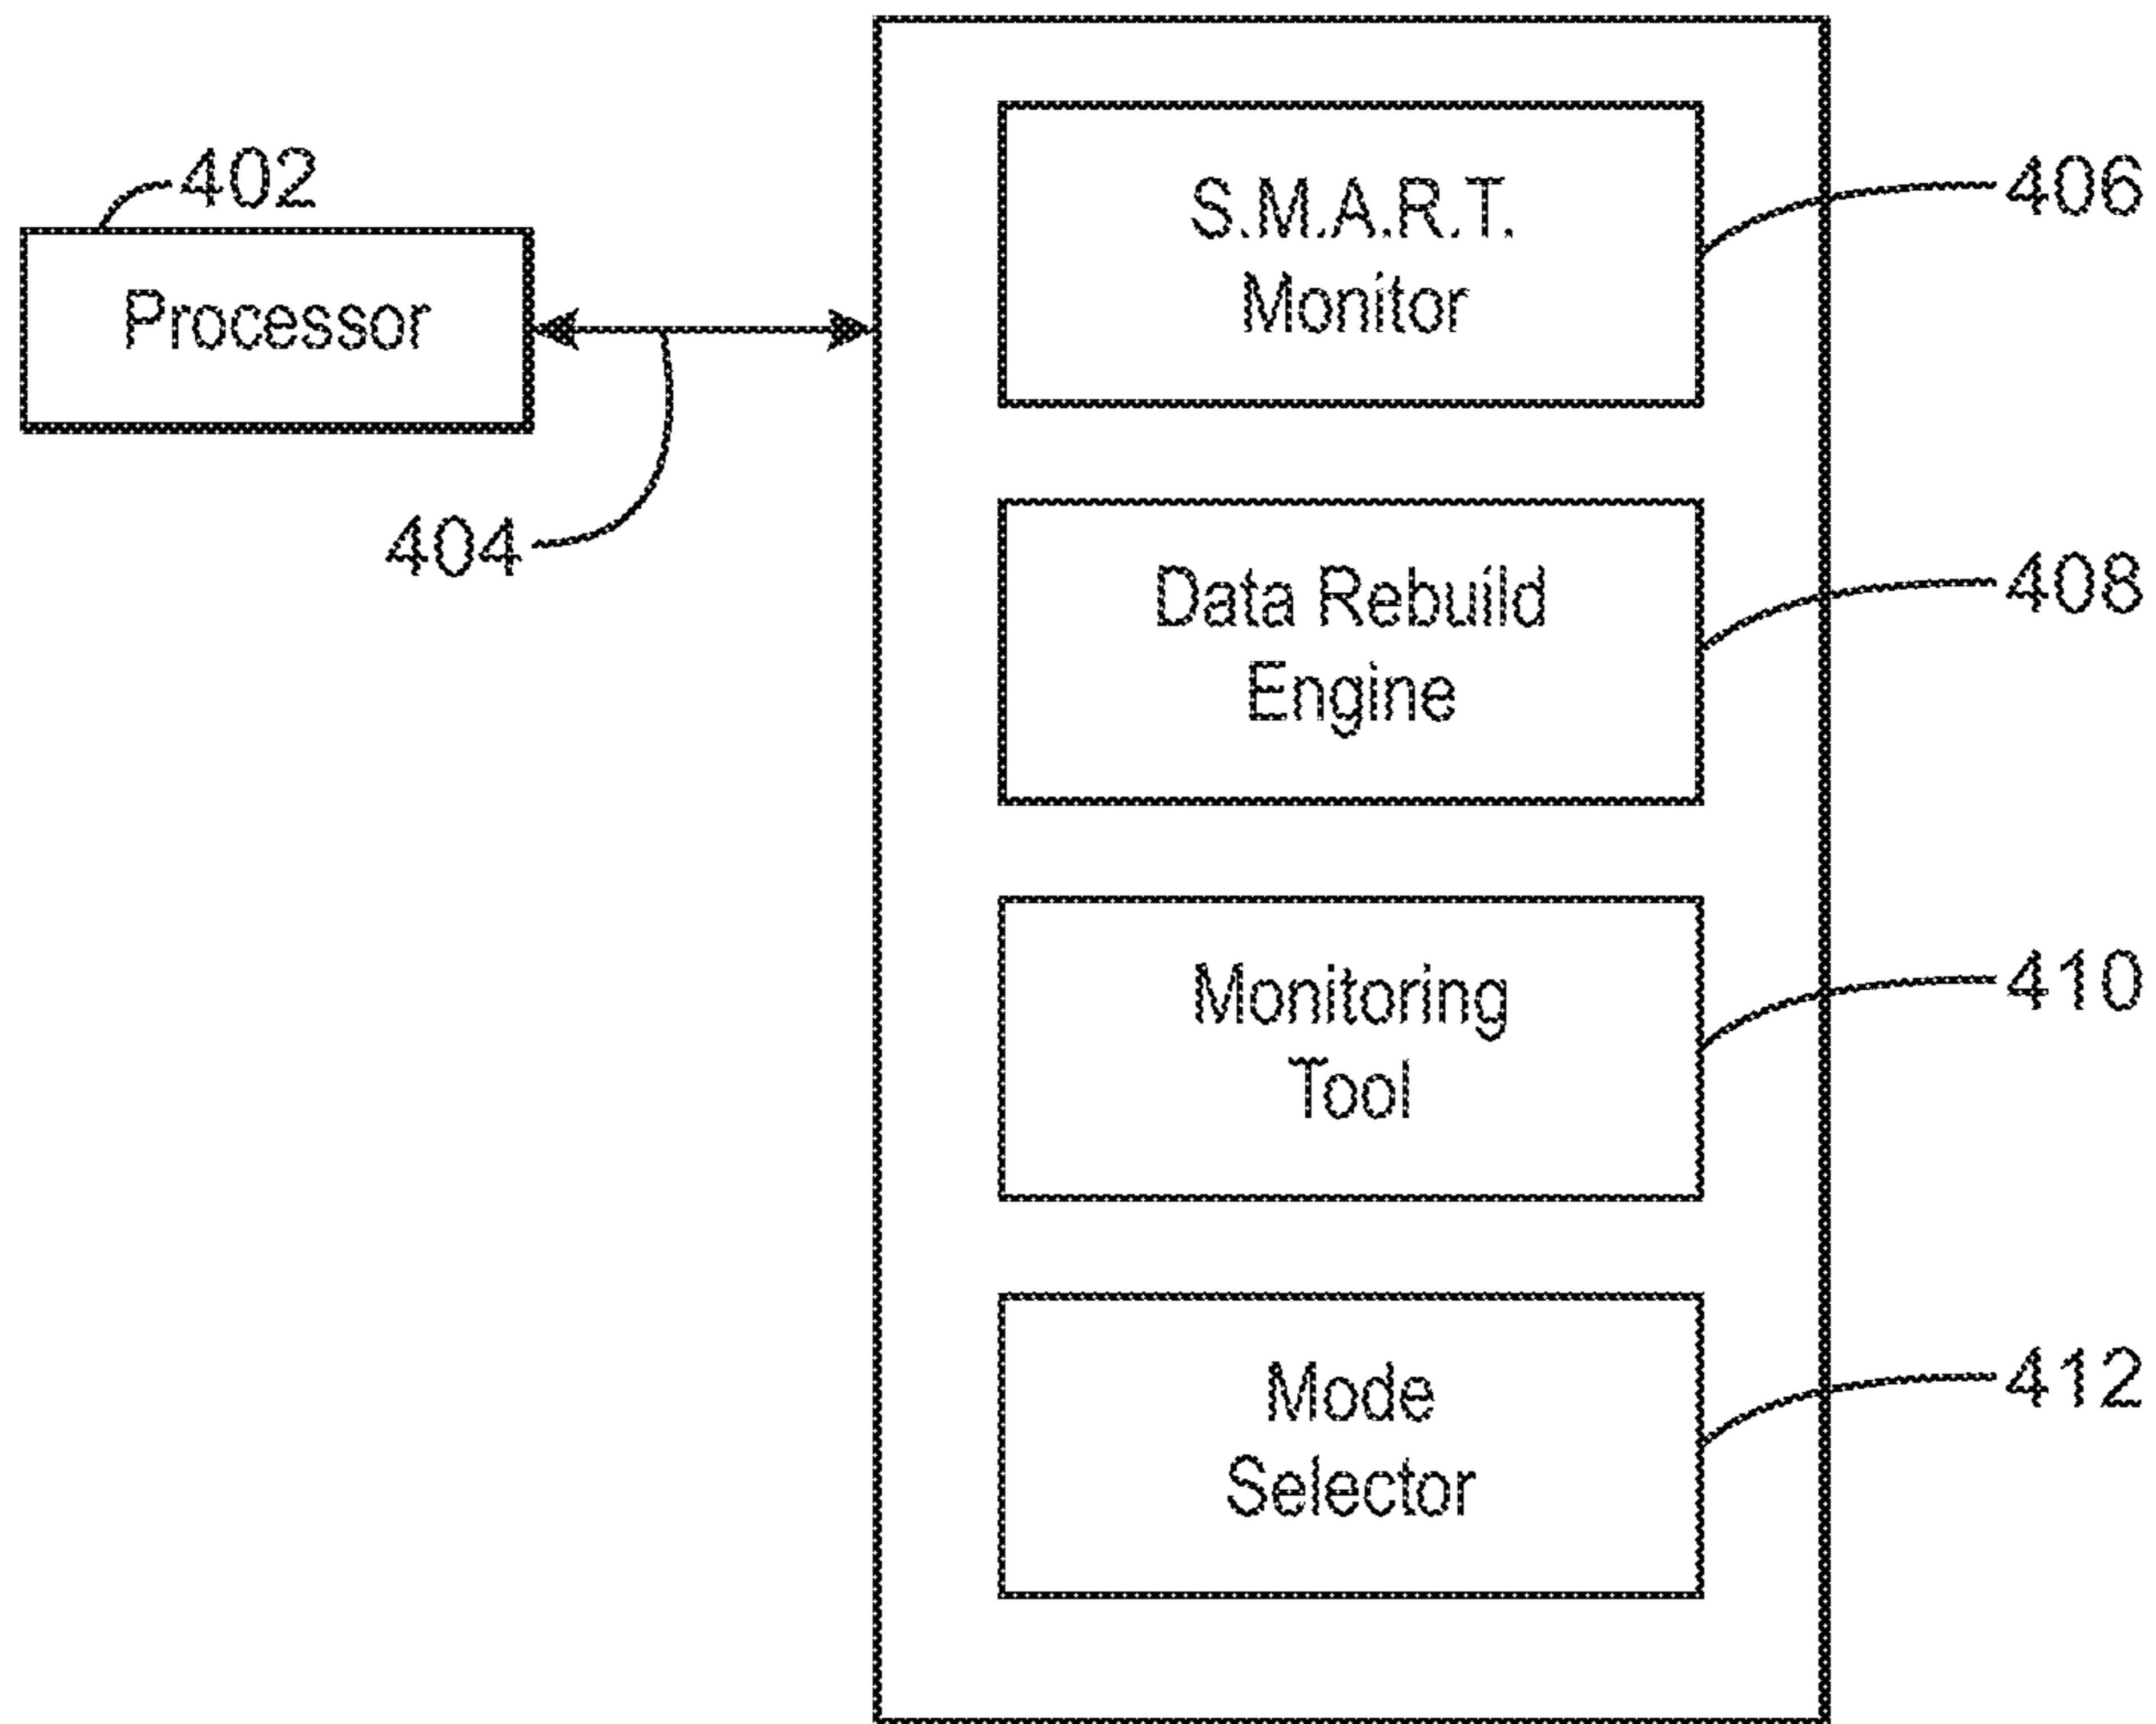 402
Processor
404
S.M.A.R.T.
Monitor
406
Data Rebuild
Engine
408
Monitoring
Tool
410
Mode
Selector
412